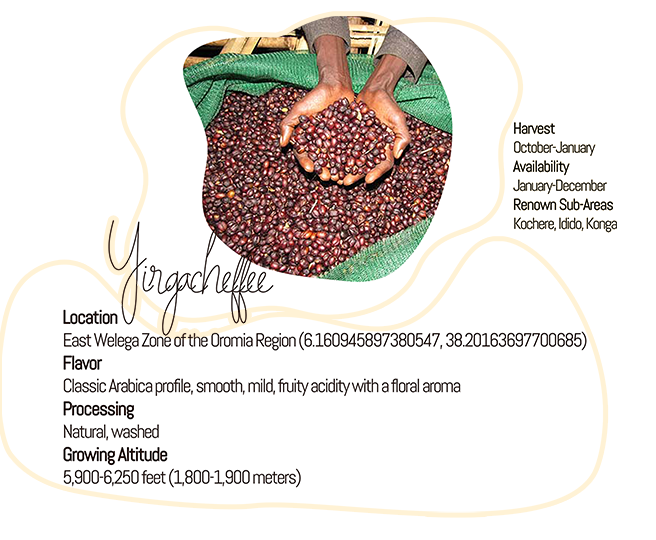 Harvest
October-January
Availability
January-December
Renown Sub-Areas
Kochere, Idido, Konga
Yirgacheffee
Location
East Welega Zone of the Oromia Region (6.160945897380547, 38.20163697700685)
Flavor
Classic Arabica profile, smooth, mild, fruity acidity with a floral aroma
Processing
Natural, washed
Growing Altitude
5,900-6,250 feet (1,800-1,900 meters)